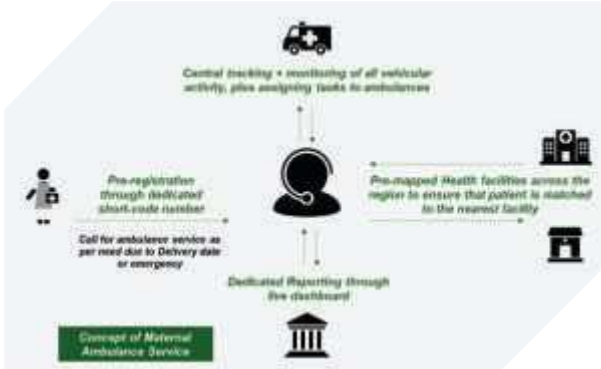 Central tracking + monitoring of all vehicular
activity, plus assigning tasks to ambulances
Pre-registration
through dedicated
short-code number
Call for ambulance service as
per need due to Delivery date
or emergency
Pre-mapped Health facilities across the
region to ensure that patient is matched
to the nearest facility
Dedicated Reporting through
live dashboard
Concept of Maternal
Ambulance Service